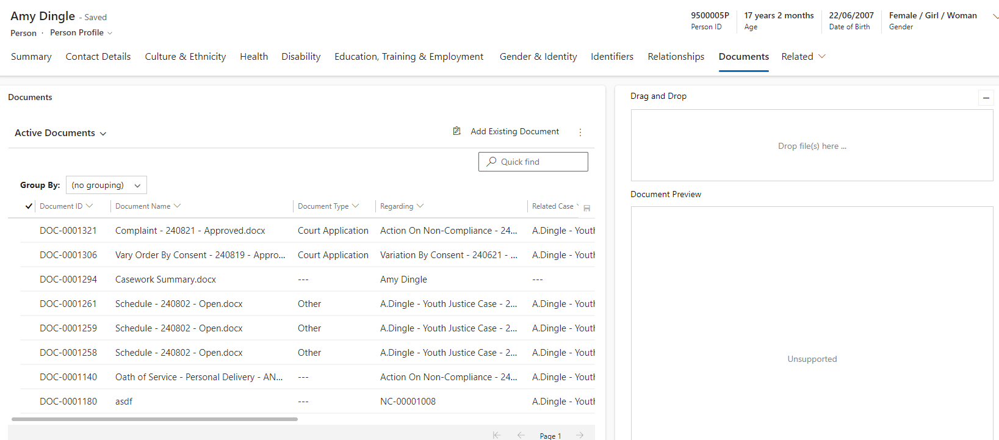 Amy Dingle - Saved
Person · Person Profile
9500005P
Person ID
17 years 2 months
Age
22/06/2007
Date of Birth
Female / Girl / Woman
Gender
Summary Contact Details Culture & Ethnicity Health Disability Education, Training & Employment Gender & Identity Identifiers Relationships Documents Related
Documents
Active Documents
Add Existing Document
Quick find
Group By: (no grouping)
Document ID Document Name Document Type Regarding Related Case
DOC-0001321 Complaint - 240821 - Approved.docx Court Application Action On Non-Compliance - 24... A.Dingle - Yout
DOC-0001306 Vary Order By Consent - 240819 - Appro... Court Application Variation By Consent - 240621 - ... A.Dingle - Yout
DOC-0001294 Casework Summary.docx --- Amy Dingle ---
DOC-0001261 Schedule - 240802 - Open.docx Other A.Dingle - Youth Justice Case - 2... A.Dingle - Yout
DOC-0001259 Schedule - 240802 - Open.docx Other A.Dingle - Youth Justice Case - 2... A.Dingle - Yout
DOC-0001258 Schedule - 240802 - Open.docx Other A.Dingle - Youth Justice Case - 2... A.Dingle - Yout
DOC-0001140 Oath of Service - Personal Delivery - AN... --- Action On Non-Compliance - 24... A.Dingle - Yout
DOC-0001180 asdf --- NC-00001008 A.Dingle - Yout
Page 1
Drag and Drop
Drop file(s) here ...
Document Preview
Unsupported